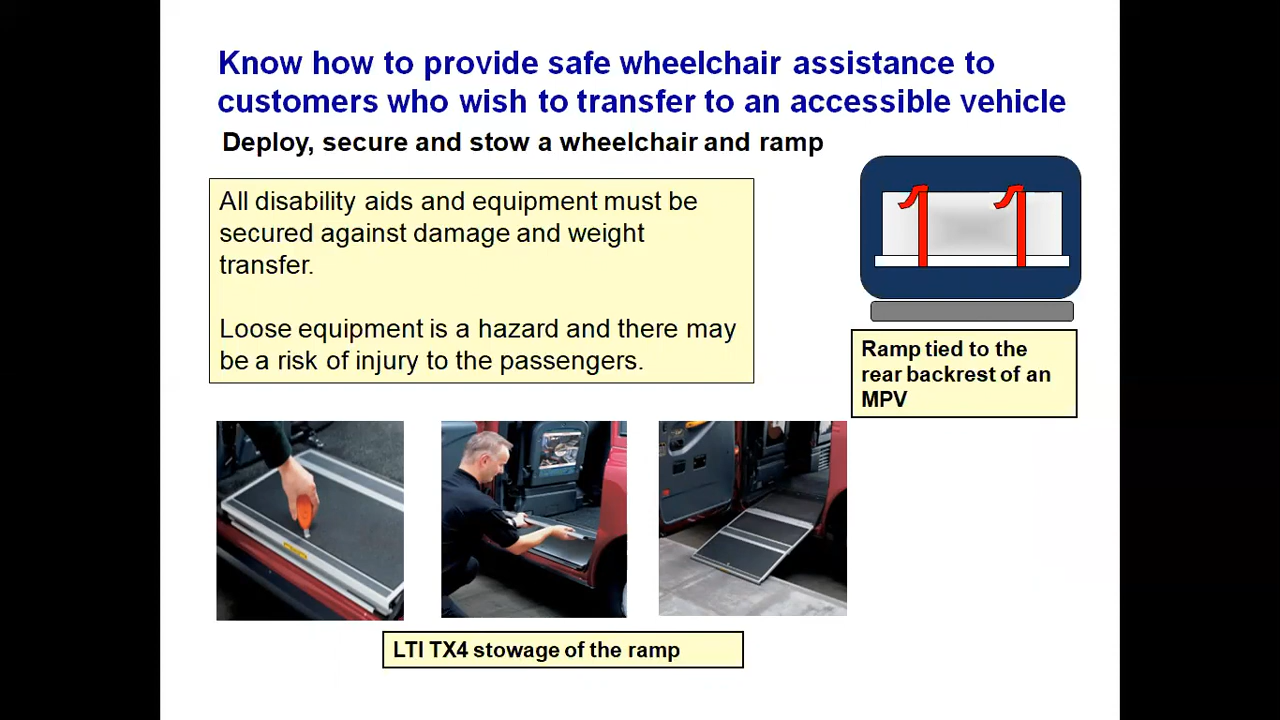 Know how to provide safe wheelchair assistance to
customers who wish to transfer to an accessible vehicle
Deploy, secure and stow a wheelchair and ramp
All disability aids and equipment must be
secured against damage and weight
transfer.
Loose equipment is a hazard and there may
be a risk of injury to the passengers.
Ramp tied to the
rear backrest of an
MPV
LTI TX4 stowage of the ramp